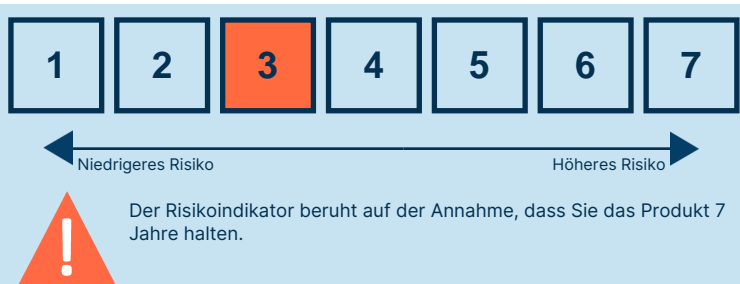 1 2 3 4 5 6 7
Niedrigeres Risiko Höheres Risiko
!
Der Risikoindikator beruht auf der Annahme, dass Sie das Produkt 7
Jahre halten.